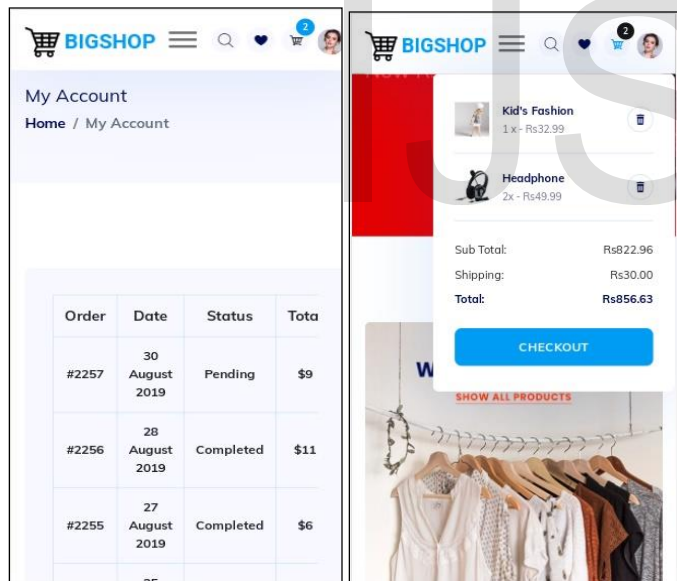 BIGSHOP
2
My Account
Home / My Account
Order Date Status Tota
#2257 30 August 2019 Pending $9
#2256 28 August 2019 Completed $11
#2255 27 August 2019 Completed $6
BIGSHOP
2
Kid's Fashion
1 x - Rs32.99
Headphone
2x - Rs49.99
Sub Total: Rs822.96
Shipping: Rs30.00
Total: Rs856.63
CHECKOUT
W
SHOW ALL PRODUCTS
IJS